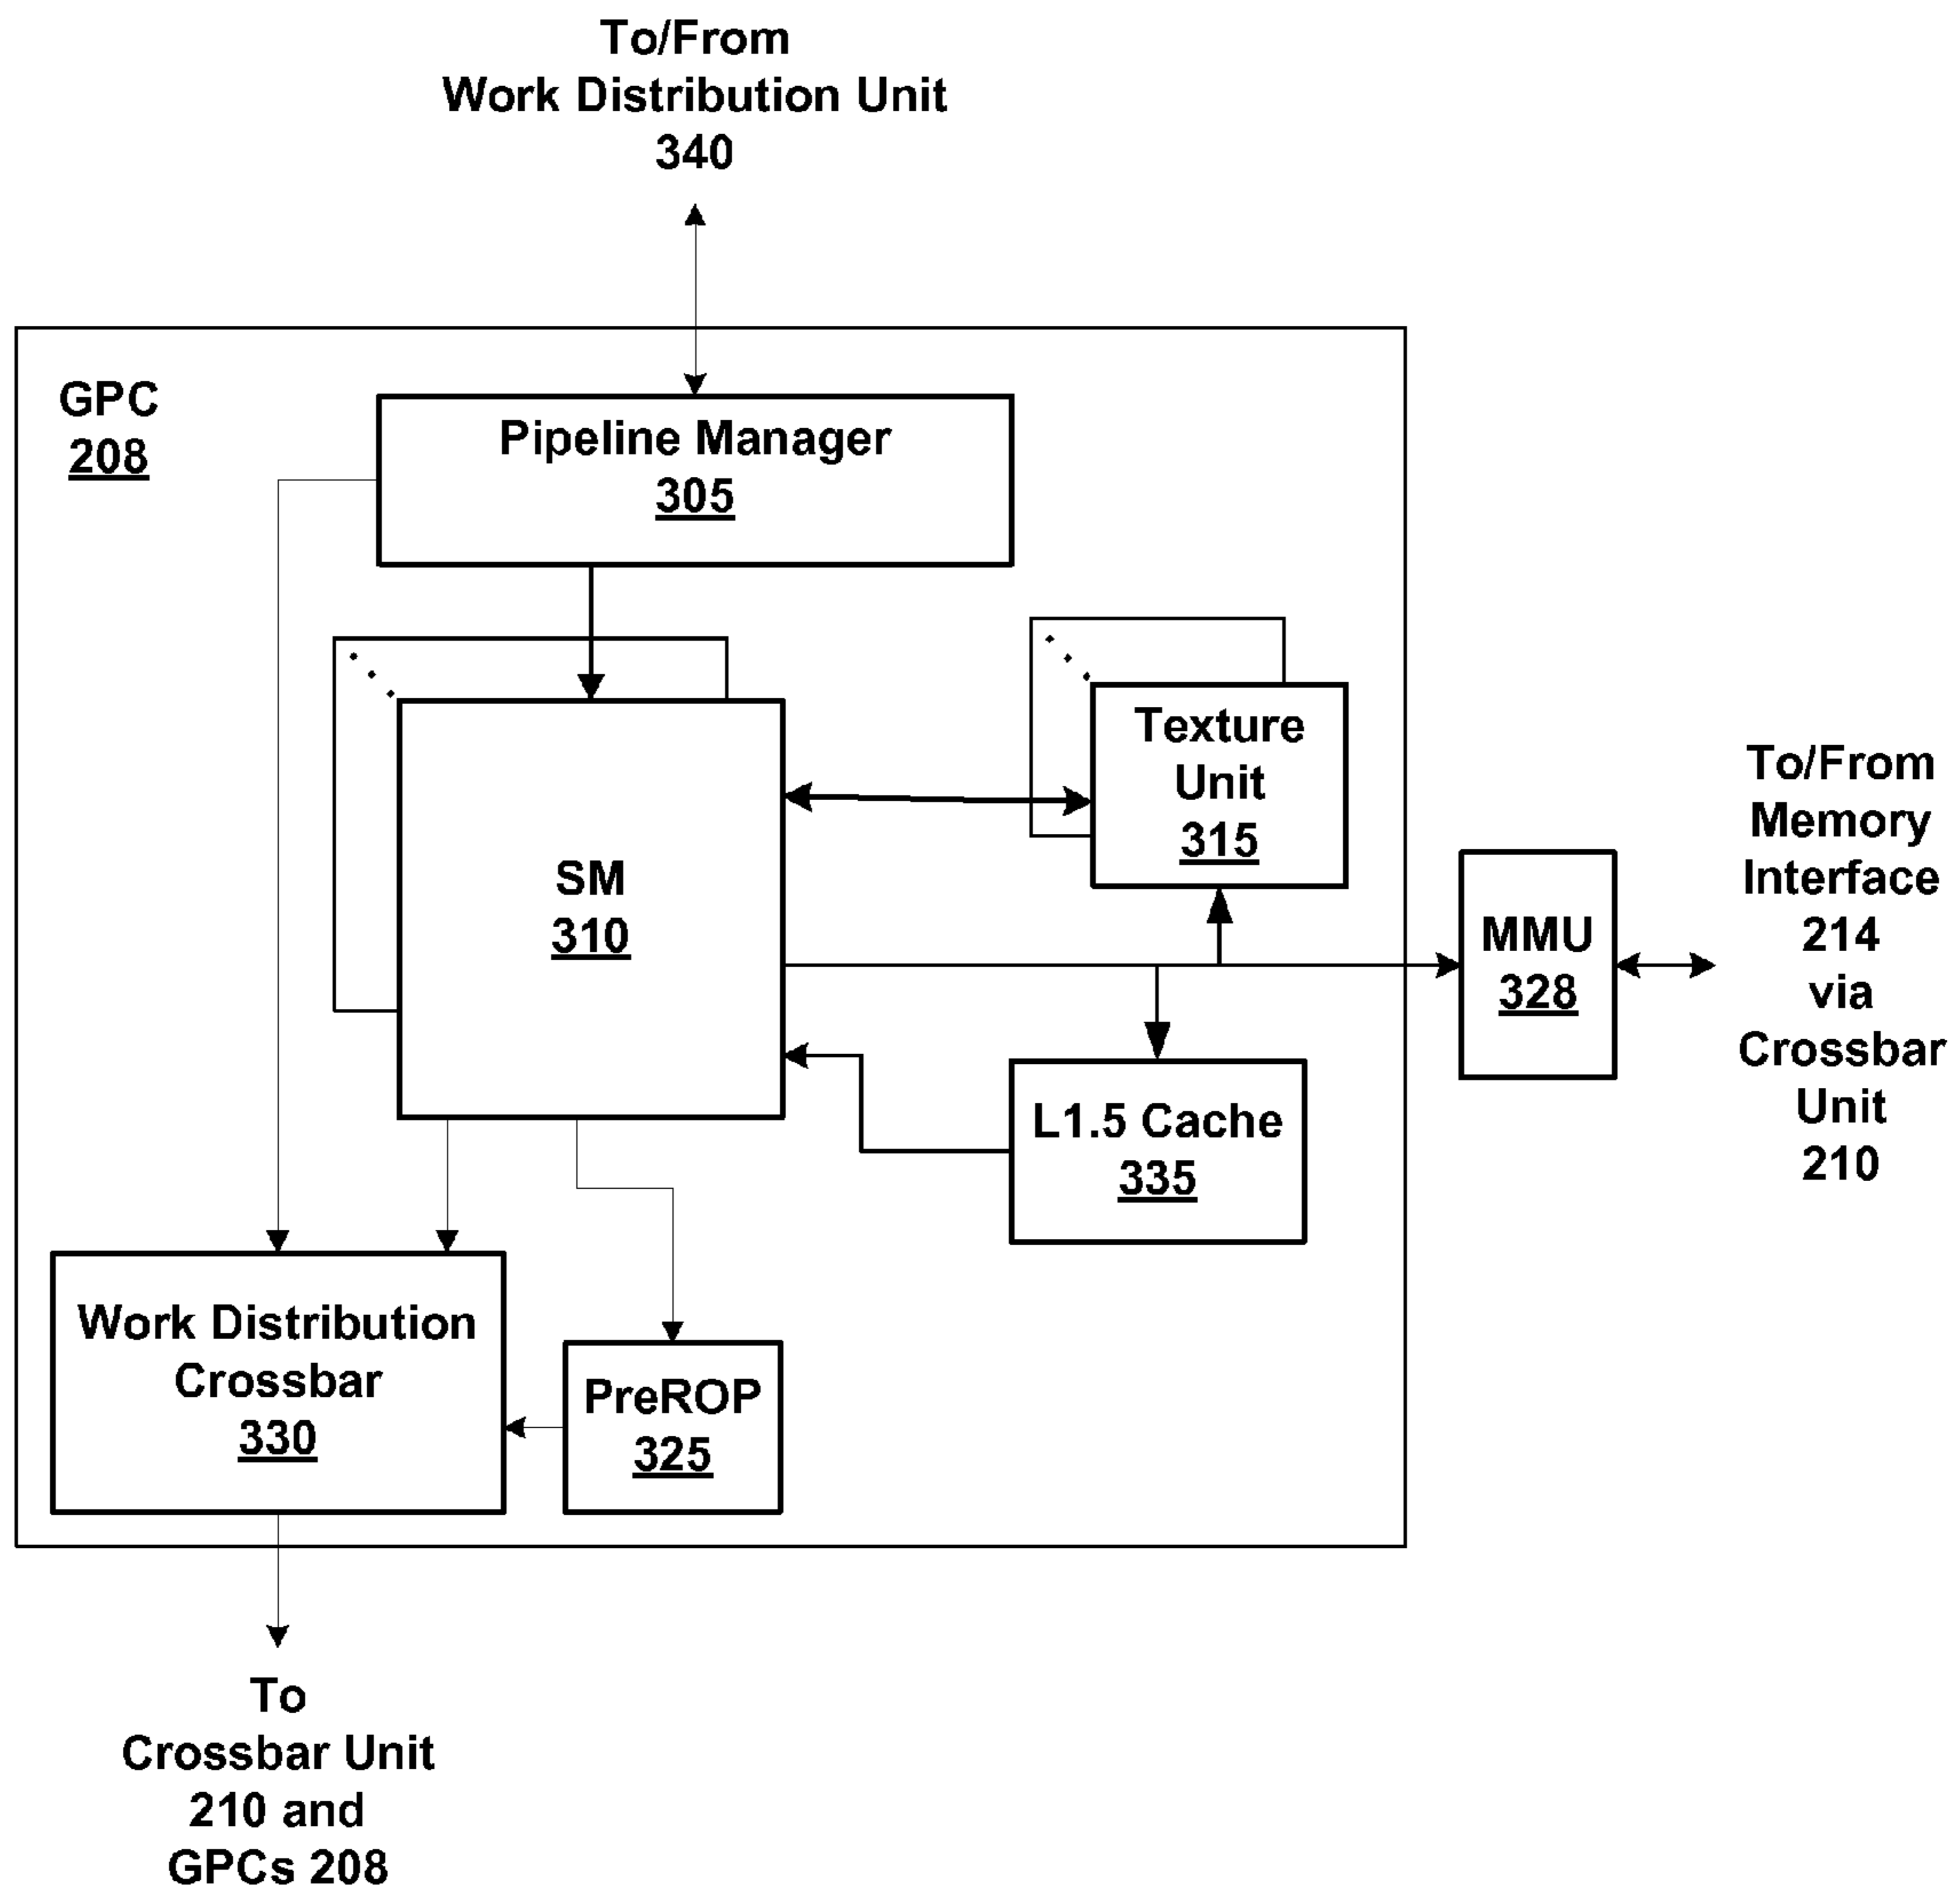 To/From
Work Distribution Unit
340
GPC
208
Pipeline Manager
305
Texture
Unit
315
SM
310
To/From
Memory
Interface
214
via
Crossbar
Unit
210
MMU
328
L1.5 Cache
335
Work Distribution
Crossbar
330
PreROP
325
To
Crossbar Unit
210 and
GPCs 208